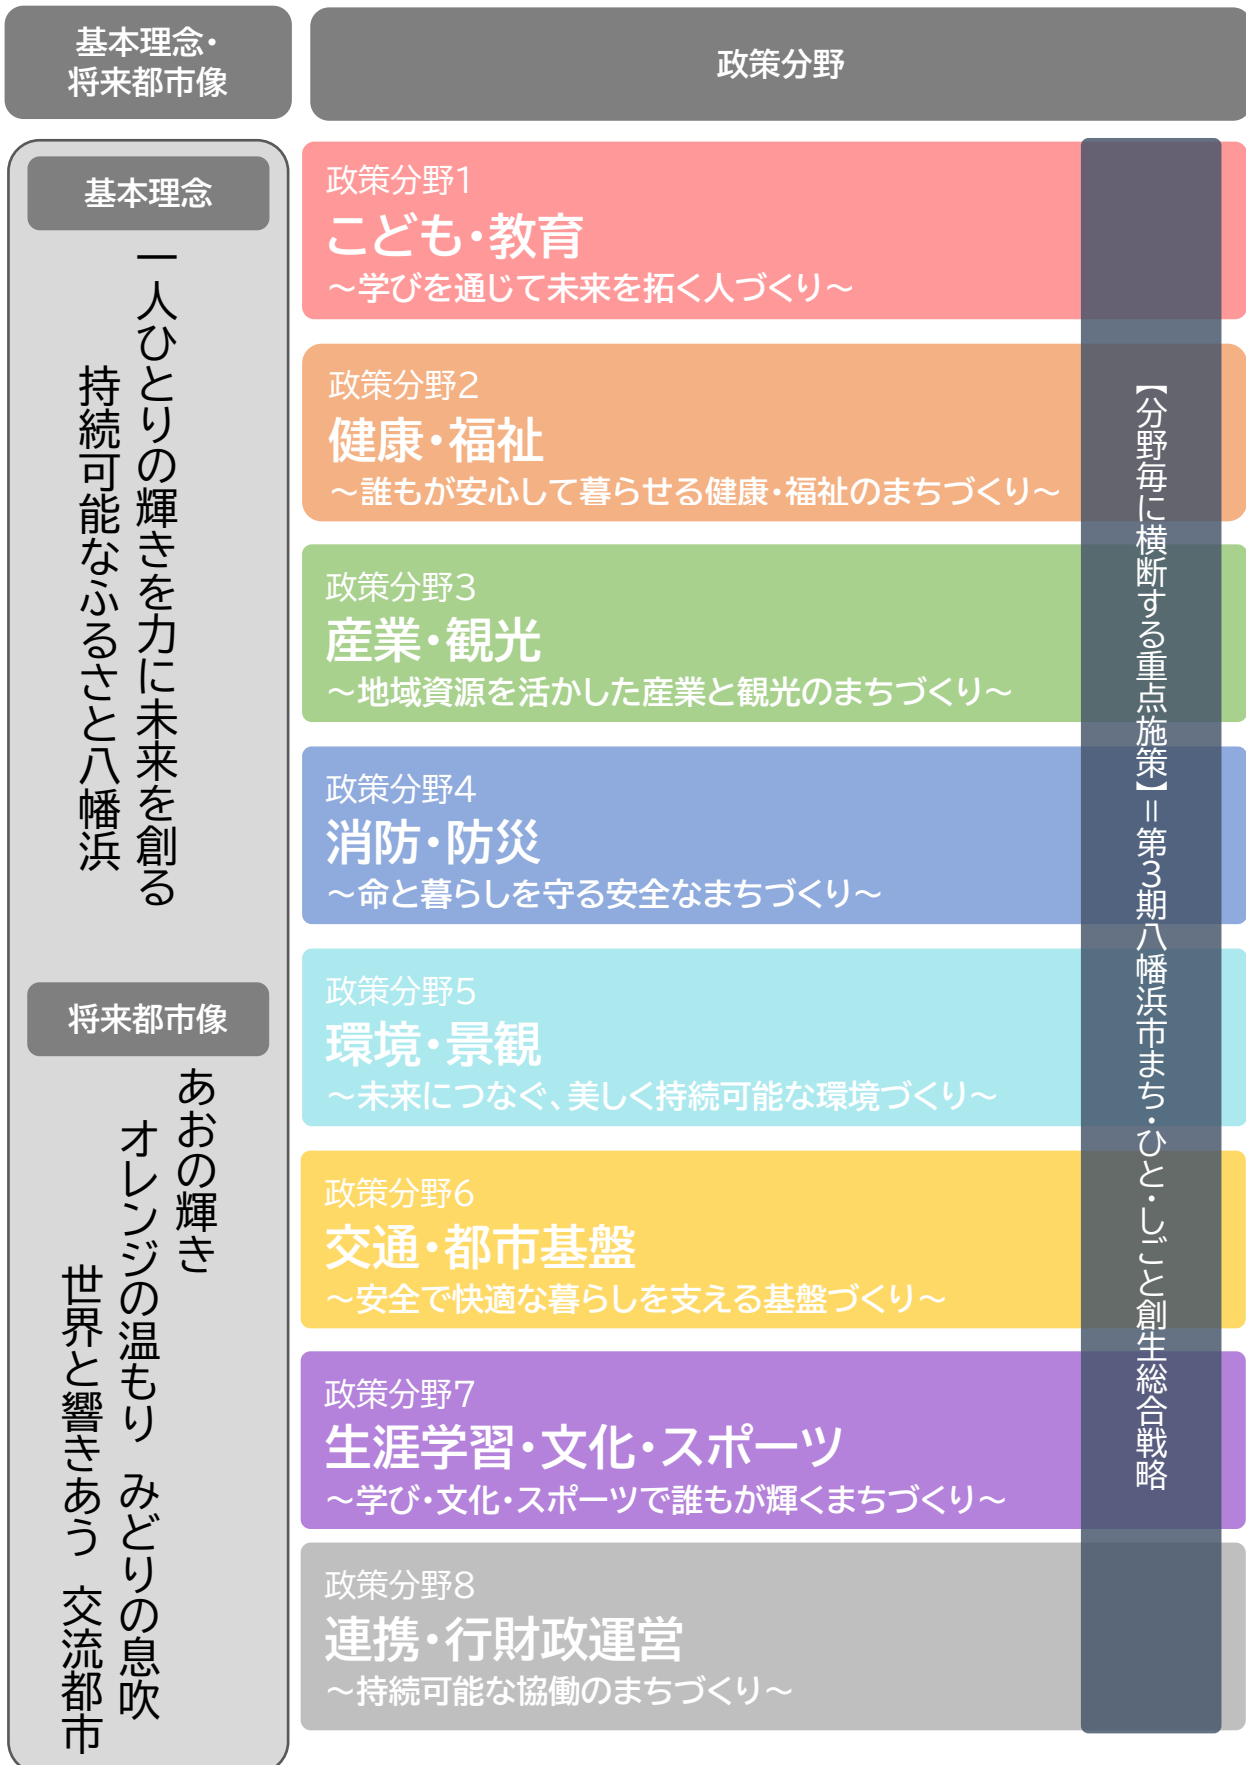 基本理念・
将来都市像
政策分野
基本理念
一人ひとりの輝きを力に未来を創る
持続可能なふるさと八幡浜
将来都市像
あおの輝き
オレンジの温もり みどりの息吹
世界と響きあう 交流都市
政策分野1
こども・教育
～学びを通じて未来を拓く人づくり～
政策分野2
健康・福祉
～誰もが安心して暮らせる健康・福祉のまちづくり～
政策分野3
産業・観光
～地域資源を活かした産業と観光のまちづくり～
政策分野4
消防・防災
～命と暮らしを守る安全なまちづくり～
政策分野5
環境・景観
～未来につなぐ、美しく持続可能な環境づくり～
政策分野6
交通・都市基盤
～安全で快適な暮らしを支える基盤づくり～
政策分野7
生涯学習・文化・スポーツ
～学び・文化・スポーツで誰もが輝くまちづくり～
政策分野8
連携・行財政運営
～持続可能な協働のまちづくり～
【分野毎に横断する重点施策】＝第3期八幡浜市まち・ひと・しごと創生総合戦略